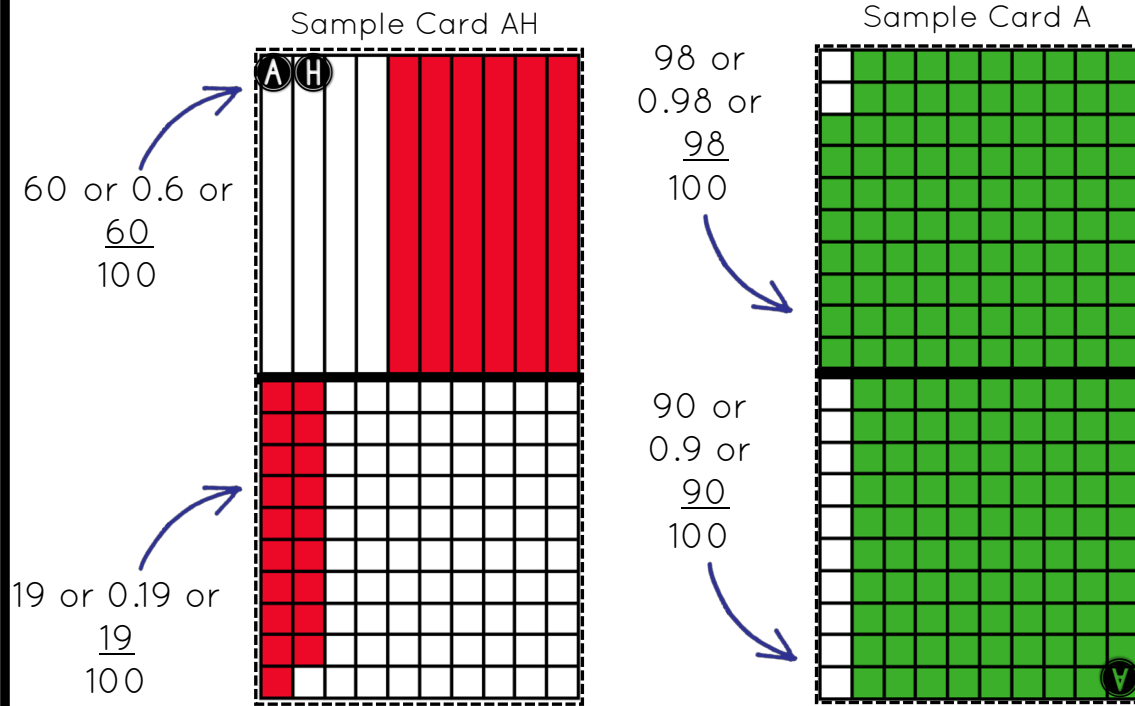 Sample Card AH
A H
60 or 0.6 or
60
100
19 or 0.19 or
19
100
Sample Card A
98 or
0.98 or
98
100
90 or
0.9 or
90
100
A